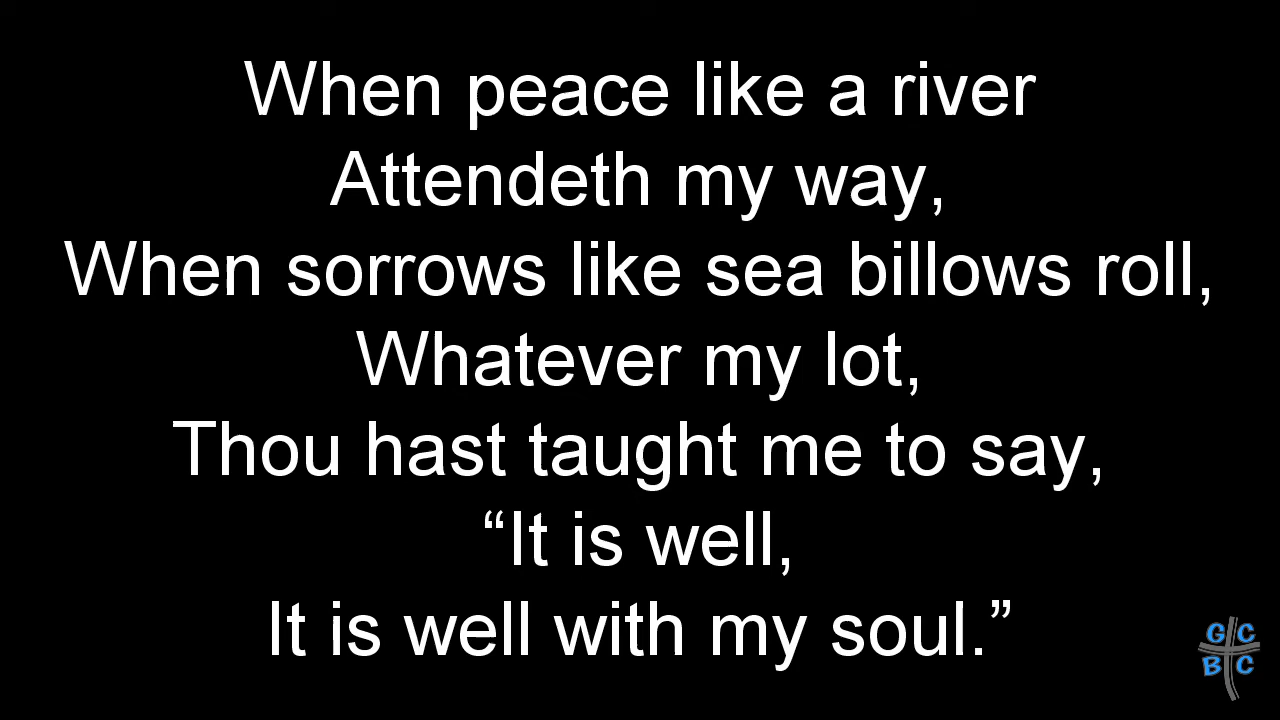 When peace like a river
Attendeth my way,
When sorrows like sea billows roll,
Whatever my lot,
Thou hast taught me to say,
“It is well,
It is well with my soul.”
G C
B C